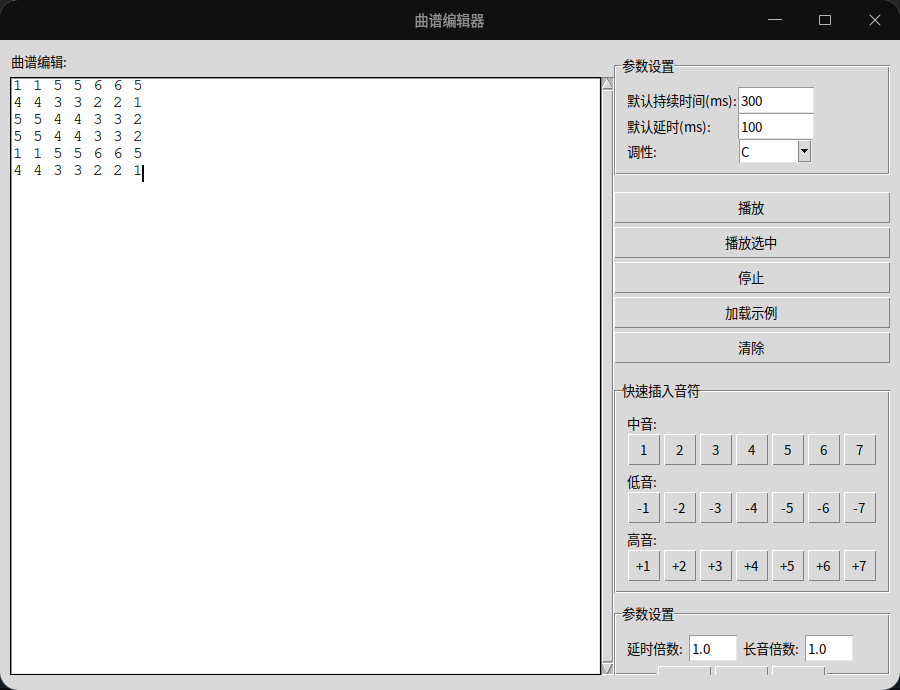 曲谱编辑器
曲谱编辑:
1 1 5 5 6 6 5
4 4 3 3 2 2 1
5 5 4 4 3 3 2
5 5 4 4 3 3 2
1 1 5 5 6 6 5
4 4 3 3 2 2 1
参数设置
默认持续时间(ms): 300
默认延时(ms): 100
调性: C
播放
播放选中
停止
加载示例
清除
快速插入音符
中音:
1 2 3 4 5 6 7
低音:
-1 -2 -3 -4 -5 -6 -7
高音:
+1 +2 +3 +4 +5 +6 +7
参数设置
延时倍数: 1.0 长音倍数: 1.0